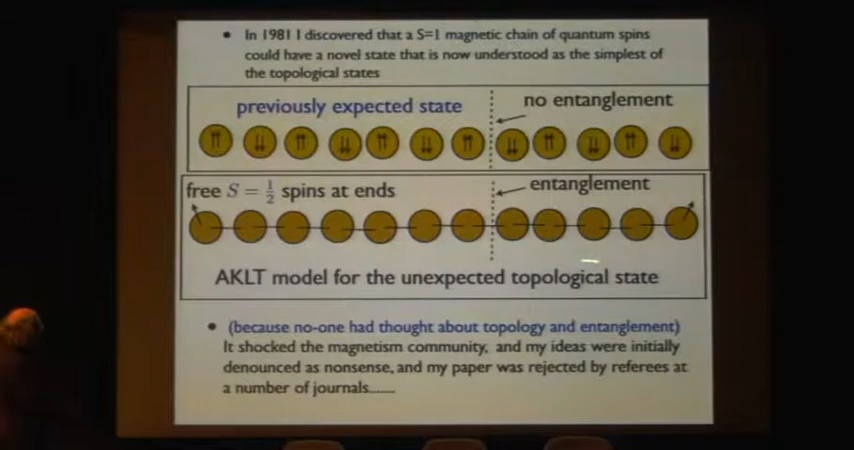 • In 1981 I discovered that a S=1 magnetic chain of quantum spins
could have a novel state that is now understood as the simplest of
the topological states
previously expected state
no entanglement
free S = 1/2 spins at ends
entanglement
AKLT model for the unexpected topological state
• (because no-one had thought about topology and entanglement)
It shocked the magnetism community, and my ideas were initially
denounced as nonsense, and my paper was rejected by referees at
a number of journals......